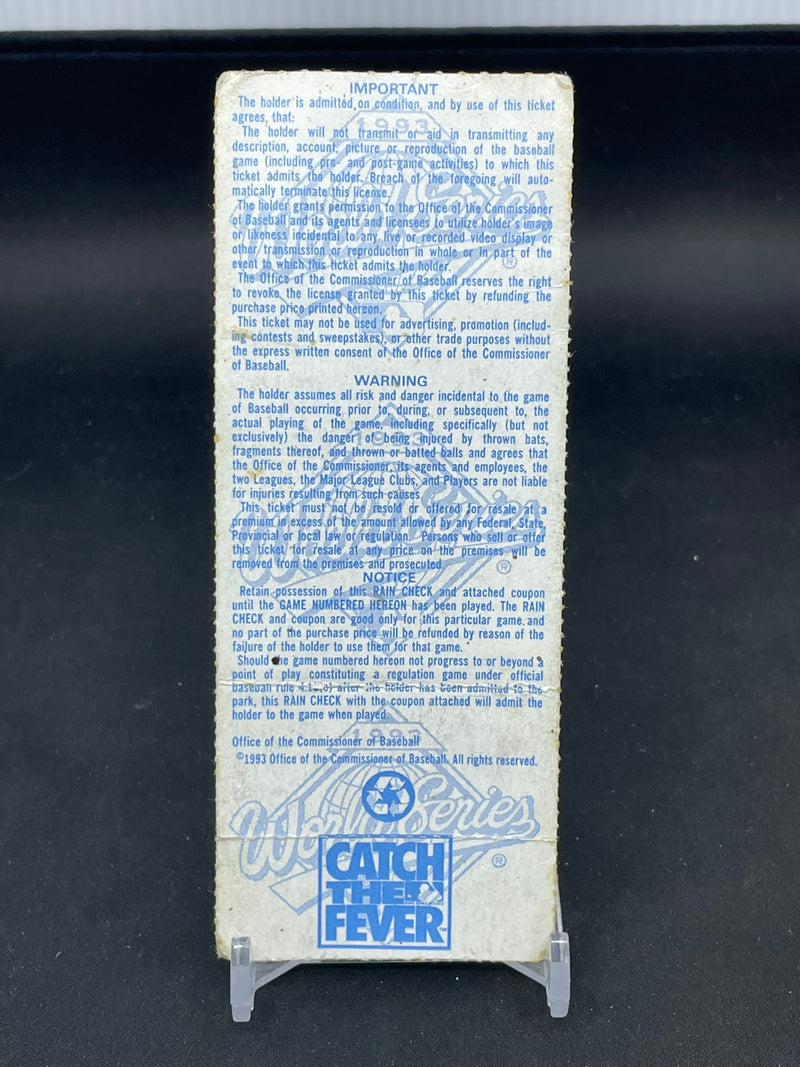 IMPORTANT
The holder is admitted on condition, and by use of this ticket
agrees, that:
The holder will not transmit or aid in transmitting any
description, account, picture or reproduction of the baseball
game (including pre- and post-game activities) to which this
ticket admits the holder. Breach of the foregoing will auto-
matically terminate this license.
The holder grants permission to the Office of the Commissioner
of Baseball and its agents and licensees to utilize holder's image
or likeness incidental to any live or recorded video display or
other transmission or reproduction in whole or in part of the
event to which this ticket admits the holder.
The Office of the Commissioner of Baseball reserves the right
to revoke the license granted by this ticket by refunding the
purchase price printed hereon.
This ticket may not be used for advertising, promotion (includ-
ing contests and sweepstakes), or other trade purposes without
the express written consent of the Office of the Commissioner
of Baseball.
WARNING
The holder assumes all risk and danger incidental to the game
of Baseball occurring prior to, during, or subsequent to, the
actual playing of the game, including specifically (but not
exclusively) the danger of being injured by thrown bats,
fragments thereof, and thrown or batted balls and agrees that
the Office of the Commissioner, its agents and employees, the
two Leagues, the Major League Clubs, and Players are not liable
for injuries resulting from such causes.
This ticket must not be resold or offered for resale at a
premium in excess of the amount allowed by any Federal, State,
Provincial or local law or regulation. Persons who sell or offer
this ticket for resale at any price on the premises will be
removed from the premises and prosecuted.
NOTICE
Retain possession of this RAIN CHECK and attached coupon
until the GAME NUMBERED HEREON has been played. The RAIN
CHECK and coupon are good only for this particular game and
no part of the purchase price will be refunded by reason of the
failure of the holder to use them for that game.
Should the game numbered hereon not progress to or beyond a
point of play constituting a regulation game under official
baseball rule after the holder has been admitted to the
park, this RAIN CHECK with the coupon attached will admit the
holder to the game when played.
Office of the Commissioner of Baseball
©1993 Office of the Commissioner of Baseball. All rights reserved.
1993
World Series ®
1993
World Series ®
1993
World Series ®
CATCH
THE
FEVER™